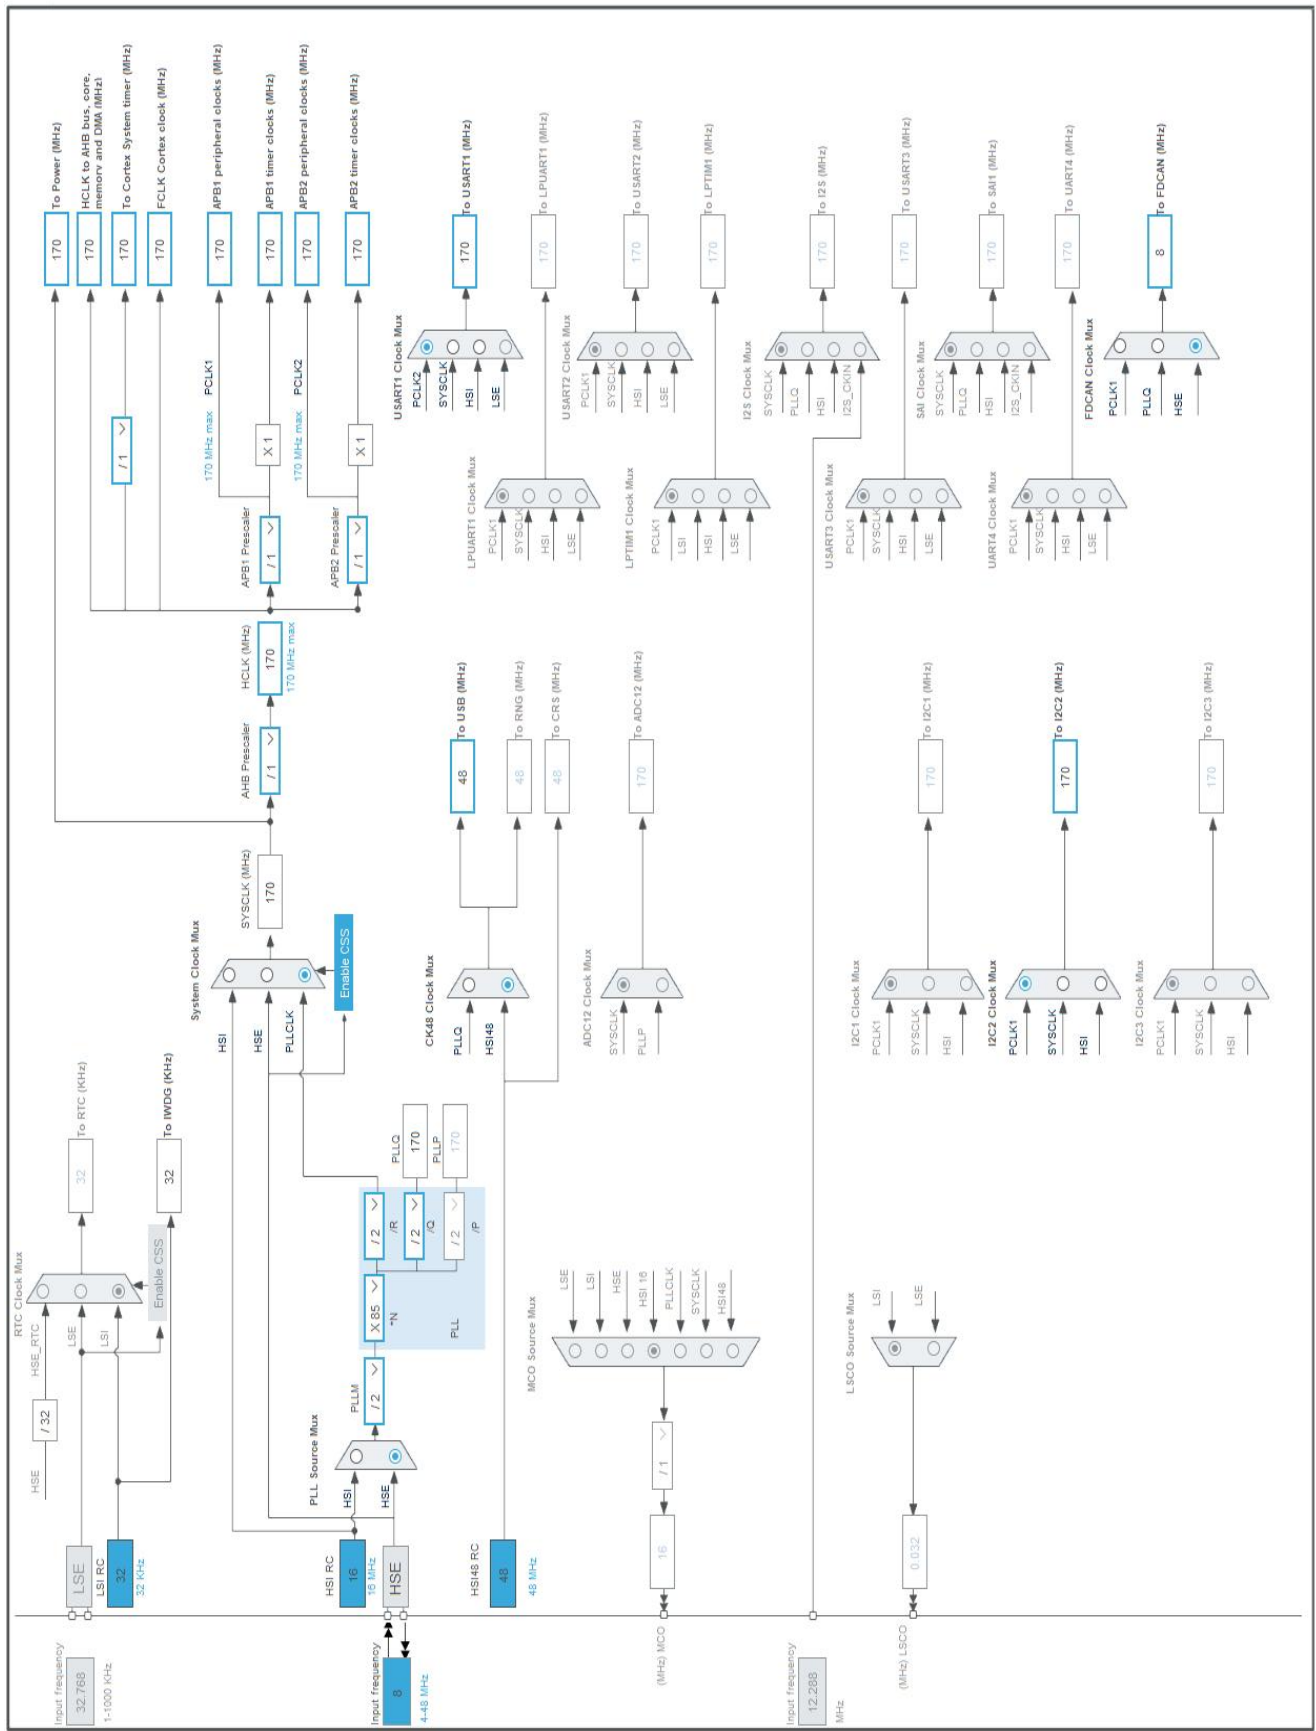 Input frequency
32.768
1-1000 KHz
LSE
LSI RC
32
32 KHz
HSE
/ 32
HSE_RTC
LSE
LSI
RTC Clock Mux
Enable CSS
32
To RTC (KHz)
32
To IWDG (KHz)
Input frequency
8
4-48 MHz
HSI RC
16
16 MHz
HSE
HSI48 RC
48
48 MHz
PLL Source Mux
HSI
HSE
PLLM
/ 2
X 85
*N
PLL
/ 2
/R
/ 2
/Q
/ 2
/P
PLLQ
170
PLLP
170
System Clock Mux
HSI
HSE
PLLCLK
Enable CSS
SYSCLK (MHz)
170
AHB Prescaler
/ 1
HCLK (MHz)
170
170 MHz max
APB1 Prescaler
/ 1
APB2 Prescaler
/ 1
/ 1
170 MHz max
PCLK1
X 1
170 MHz max
PCLK2
X 1
170
To Power (MHz)
170
HCLK to AHB bus, core,
memory and DMA (MHz)
170
To Cortex System timer (MHz)
170
FCLK Cortex clock (MHz)
170
APB1 peripheral clocks (MHz)
170
APB1 timer clocks (MHz)
170
APB2 peripheral clocks (MHz)
170
APB2 timer clocks (MHz)
CK48 Clock Mux
PLLQ
HSI48
48
To USB (MHz)
48
To RNG (MHz)
48
To CRS (MHz)
ADC12 Clock Mux
SYSCLK
PLLP
170
To ADC12 (MHz)
USART1 Clock Mux
PCLK2
SYSCLK
HSI
LSE
170
To USART1 (MHz)
LPUART1 Clock Mux
PCLK1
SYSCLK
HSI
LSE
170
To LPUART1 (MHz)
USART2 Clock Mux
PCLK1
SYSCLK
HSI
LSE
170
To USART2 (MHz)
LPTIM1 Clock Mux
PCLK1
LSI
HSI
LSE
170
To LPTIM1 (MHz)
I2S Clock Mux
SYSCLK
PLLQ
HSI
I2S_CKIN
170
To I2S (MHz)
USART3 Clock Mux
PCLK1
SYSCLK
HSI
LSE
170
To USART3 (MHz)
SAI Clock Mux
SYSCLK
PLLQ
HSI
I2S_CKIN
170
To SAI1 (MHz)
UART4 Clock Mux
PCLK1
SYSCLK
HSI
LSE
170
To UART4 (MHz)
FDCAN Clock Mux
PCLK1
PLLQ
HSE
8
To FDCAN (MHz)
(MHz) MCO
16
/ 1
MCO Source Mux
LSE
LSI
HSE
HSI 16
PLLCLK
SYSCLK
HSI48
Input frequency
12.288
MHz
(MHz) LSCO
0.032
LSCO Source Mux
LSI
LSE
I2C1 Clock Mux
PCLK1
SYSCLK
HSI
170
To I2C1 (MHz)
I2C2 Clock Mux
PCLK1
SYSCLK
HSI
170
To I2C2 (MHz)
I2C3 Clock Mux
PCLK1
SYSCLK
HSI
170
To I2C3 (MHz)